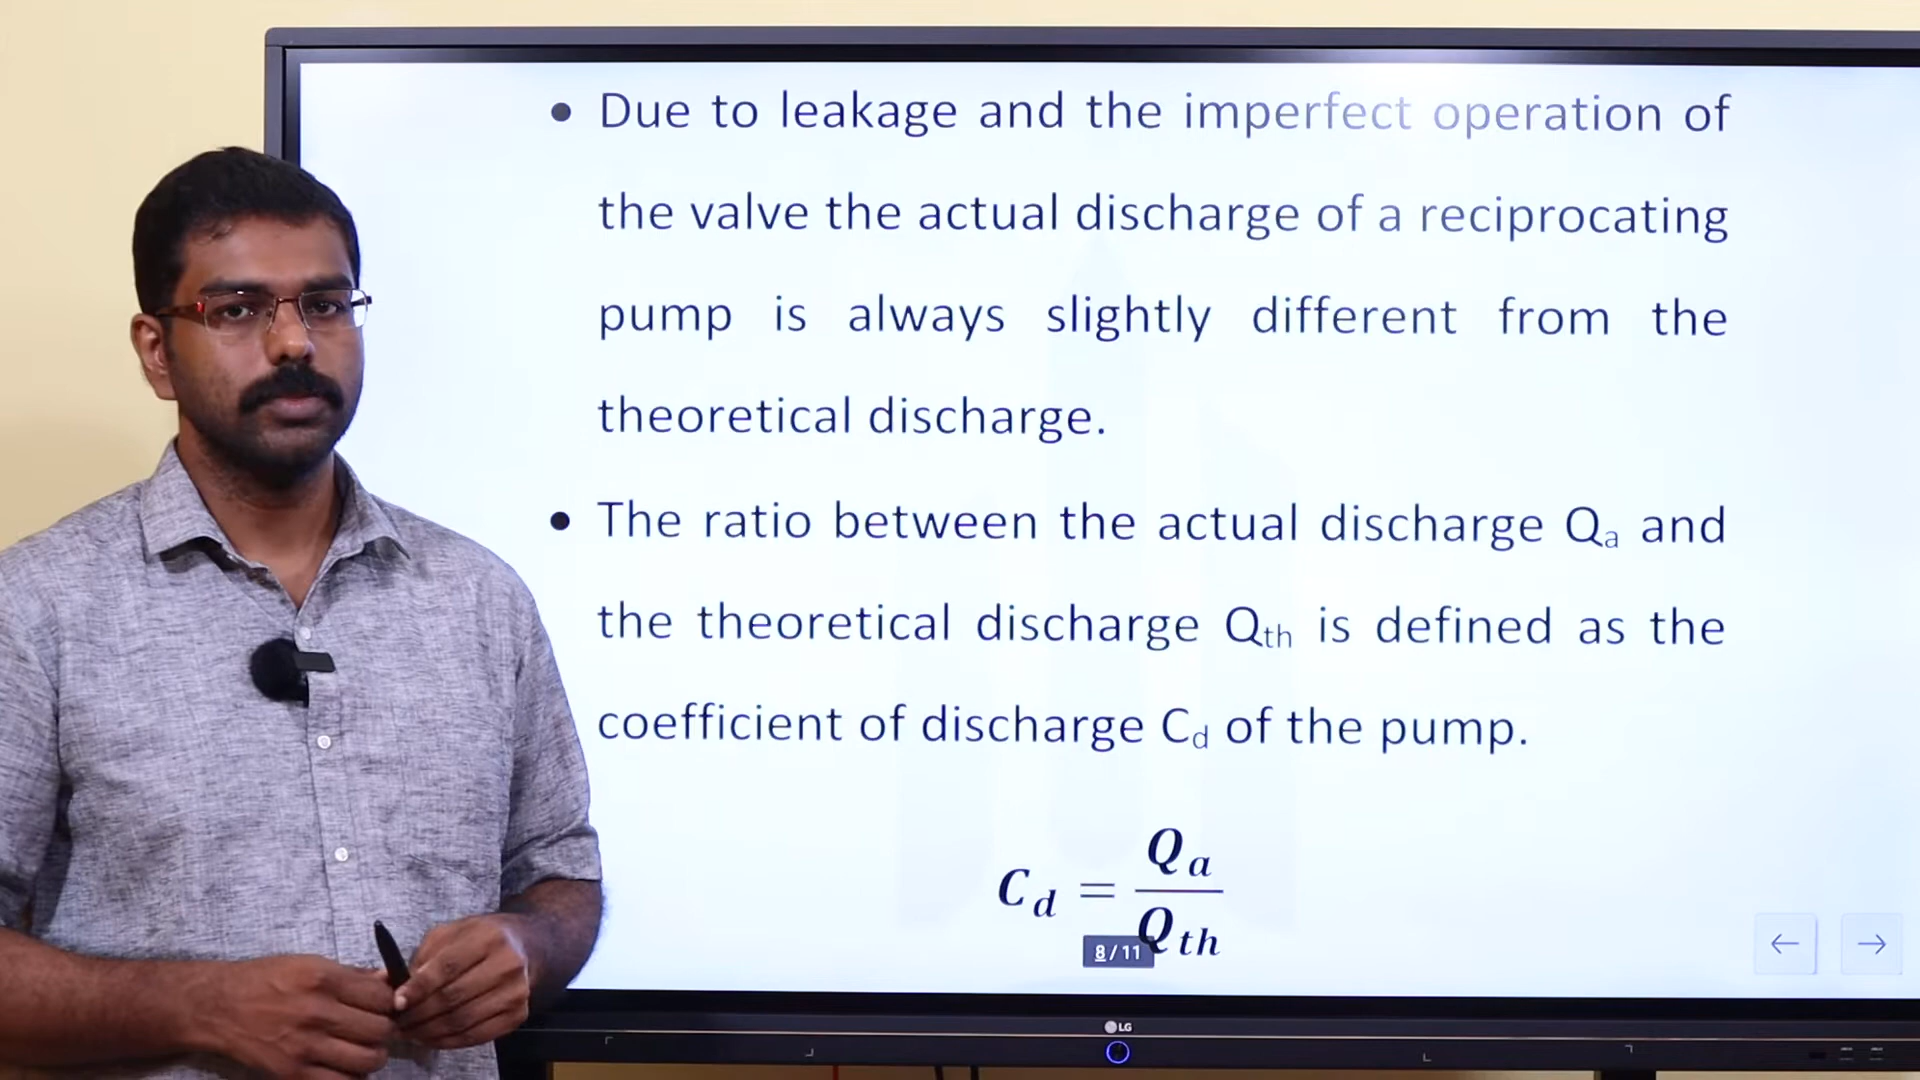 • Due to leakage and the imperfect operation of
the valve the actual discharge of a reciprocating
pump is always slightly different from the
theoretical discharge.
• The ratio between the actual discharge Qa and
the theoretical discharge Qth is defined as the
coefficient of discharge Cd of the pump.
Cd = Qa / Qth
8 / 11
LG